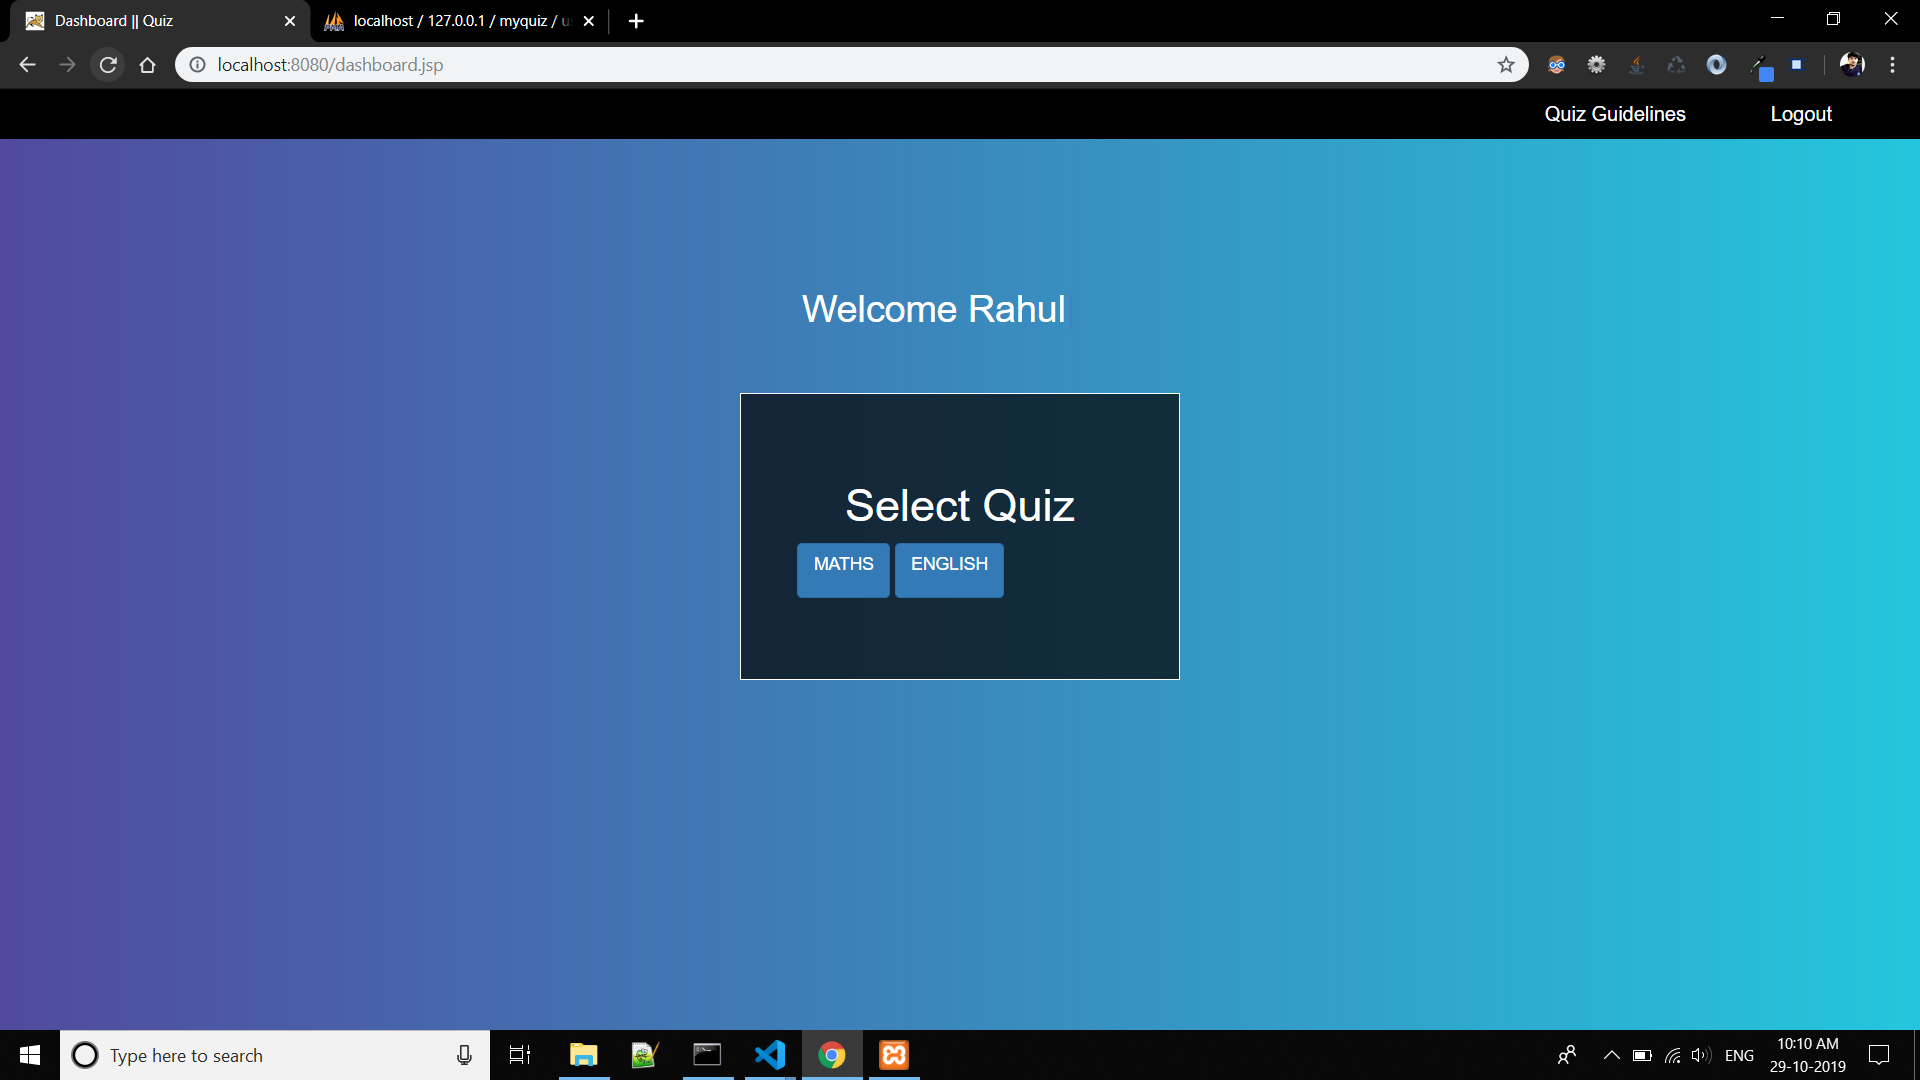 Dashboard || Quiz
localhost / 127.0.0.1 / myquiz / u
localhost:8080/dashboard.jsp
Quiz Guidelines
Logout
Welcome Rahul
Select Quiz
MATHS
ENGLISH
Type here to search
ENG
10:10 AM
29-10-2019